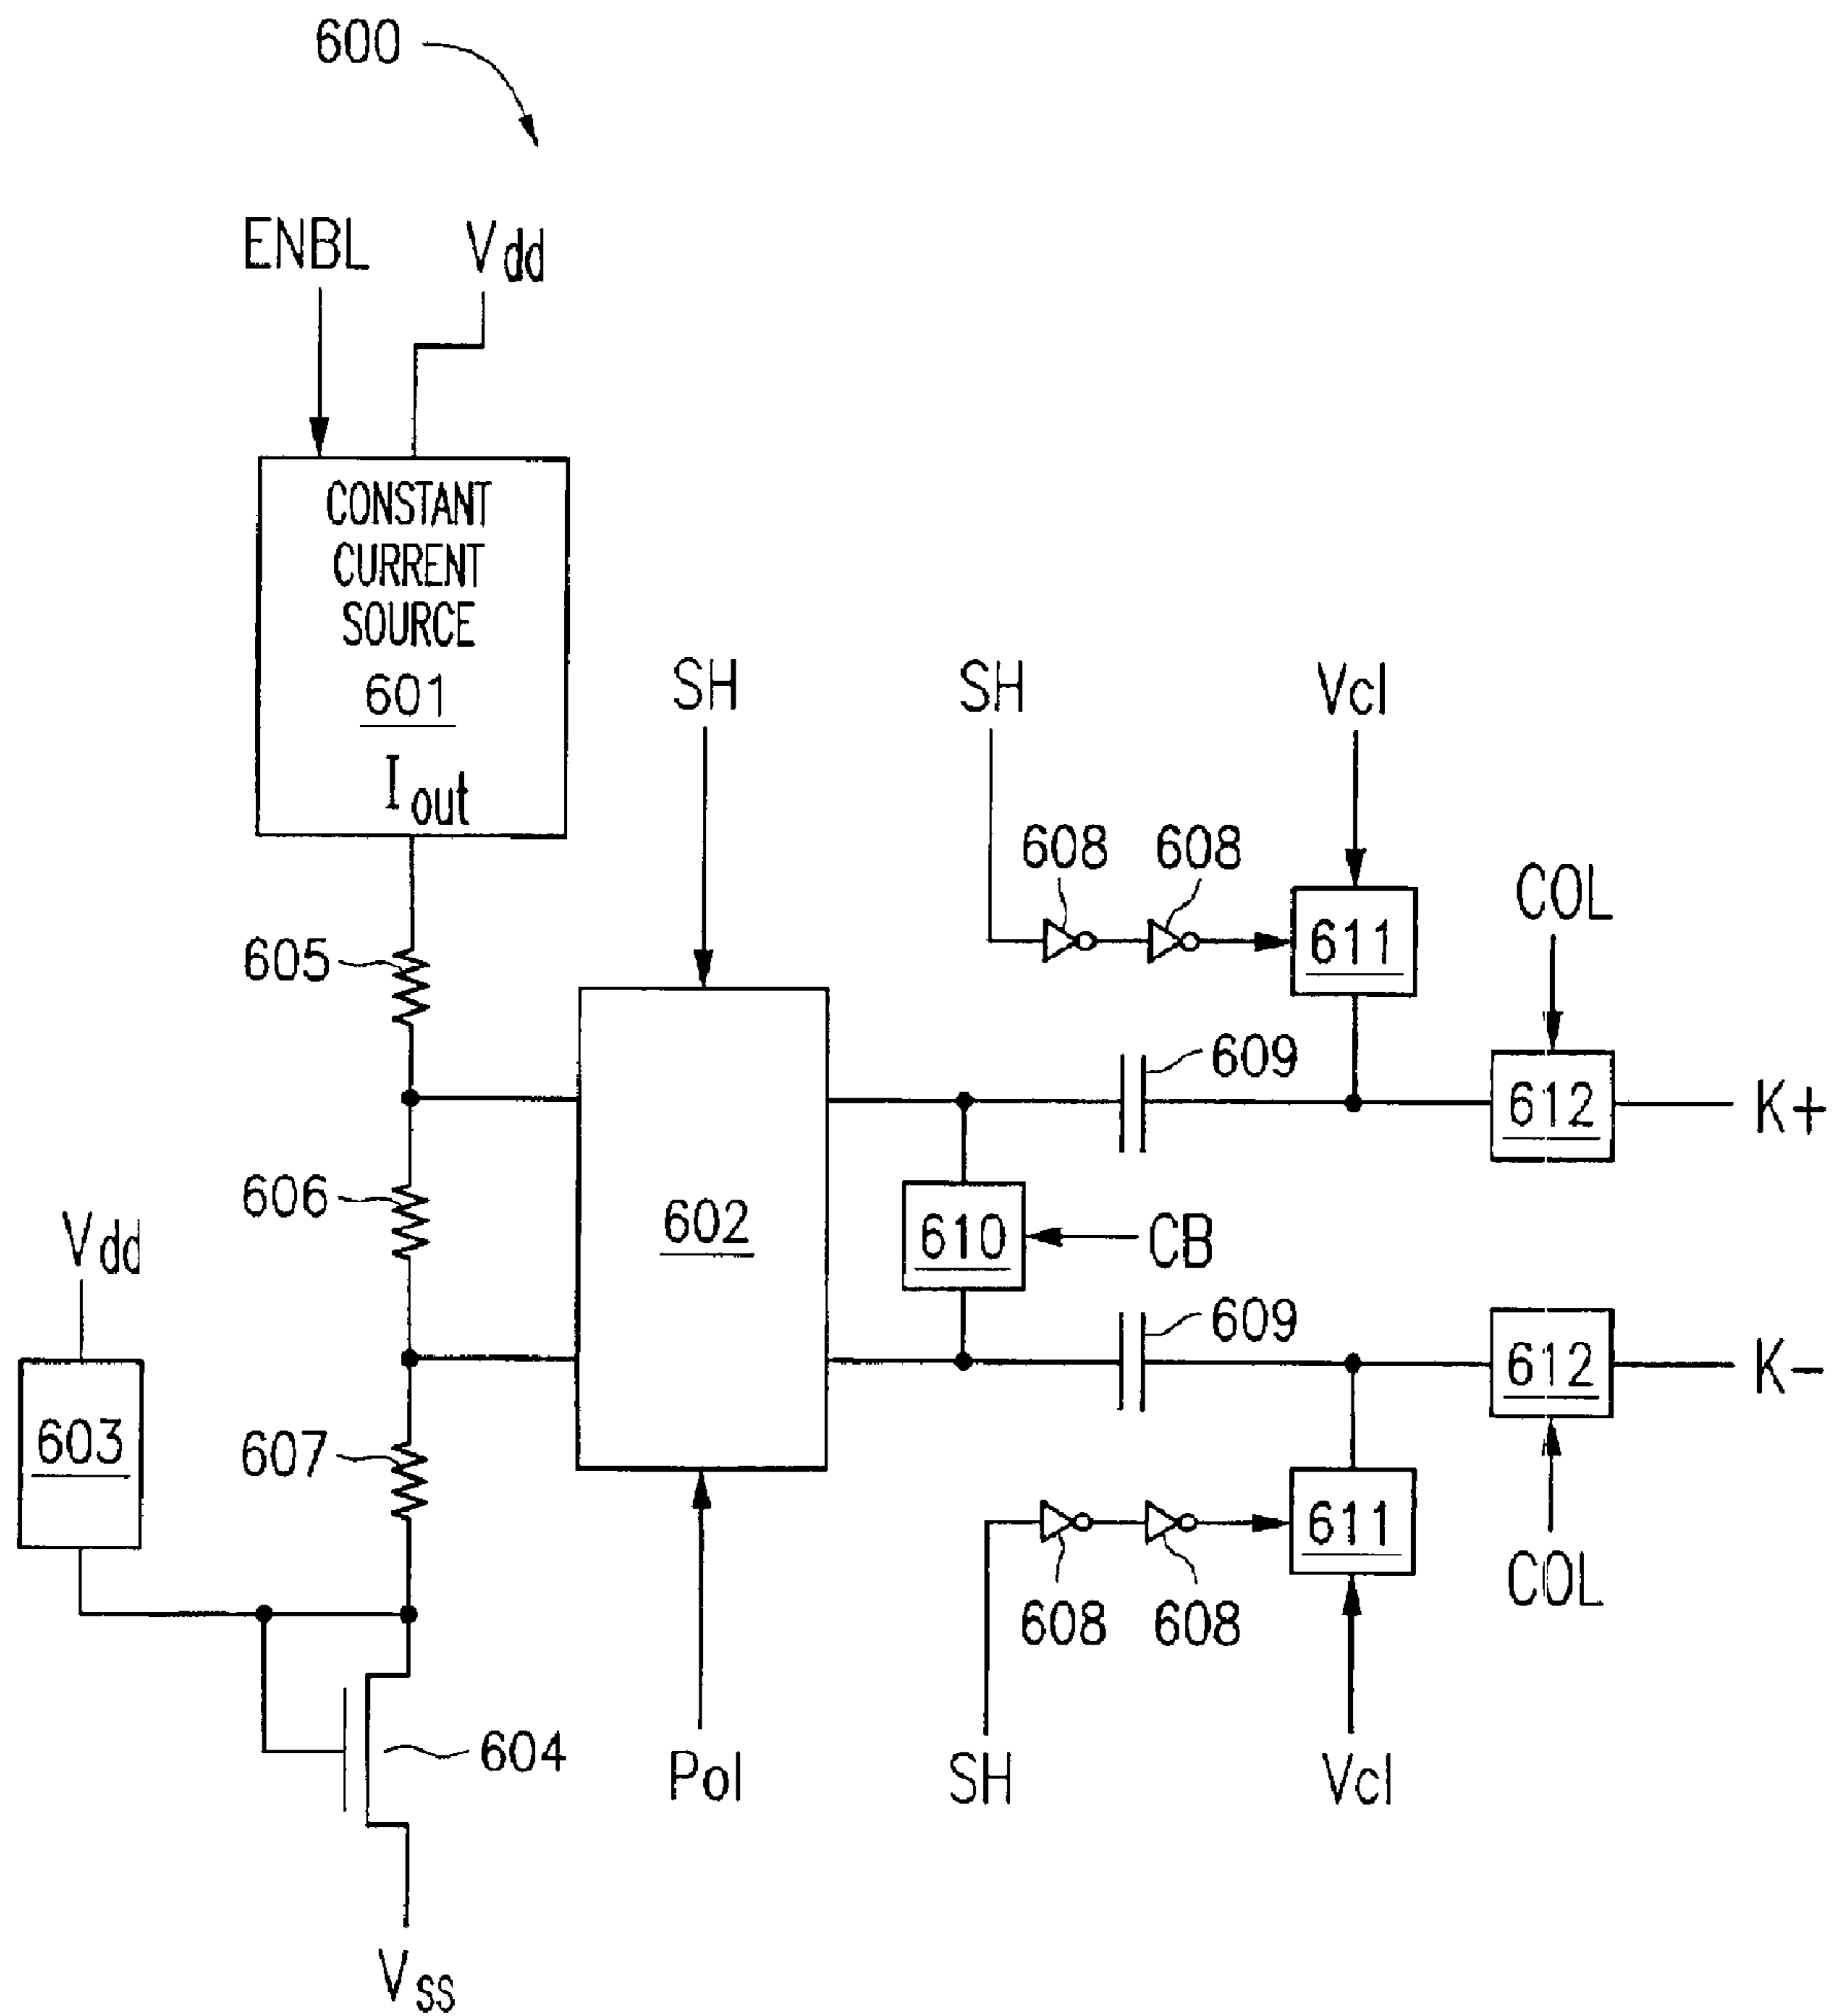 600
ENBL
Vdd
CONSTANT
CURRENT
SOURCE
601
Iout
SH
SH
Vcl
608
608
COL
611
605
609
612
K+
606
602
610
CB
Vdd
609
612
K-
603
607
611
608
608
COL
604
Pol
SH
Vcl
Vss